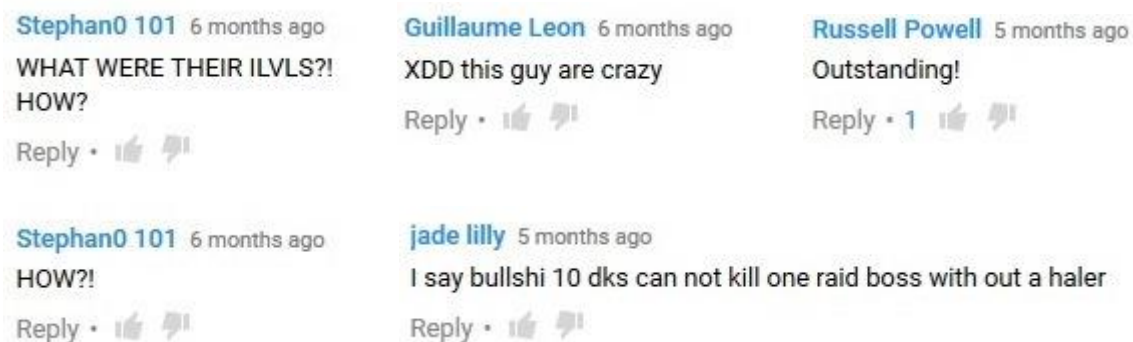 Stephan0 101 6 months ago
WHAT WERE THEIR ILVLS?!
HOW?
Reply •
Guillaume Leon 6 months ago
XDD this guy are crazy
Reply •
Russell Powell 5 months ago
Outstanding!
Reply • 1
Stephan0 101 6 months ago
HOW?!
Reply •
jade lilly 5 months ago
I say bullshi 10 dks can not kill one raid boss with out a haler
Reply •